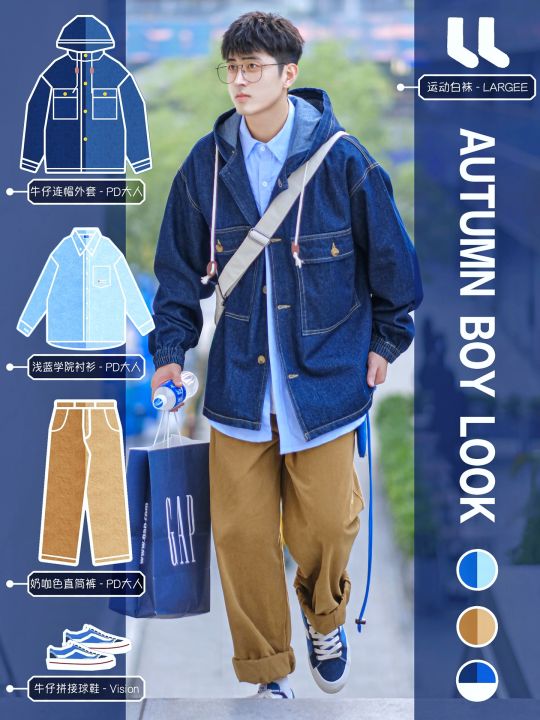 运动白袜 - LARGEE
AUTUMN BOY LOOK
牛仔连帽外套 - PD大人
浅蓝学院衬衫 - PD大人
奶咖色直筒裤 - PD大人
牛仔拼接球鞋 - Vision
GAP